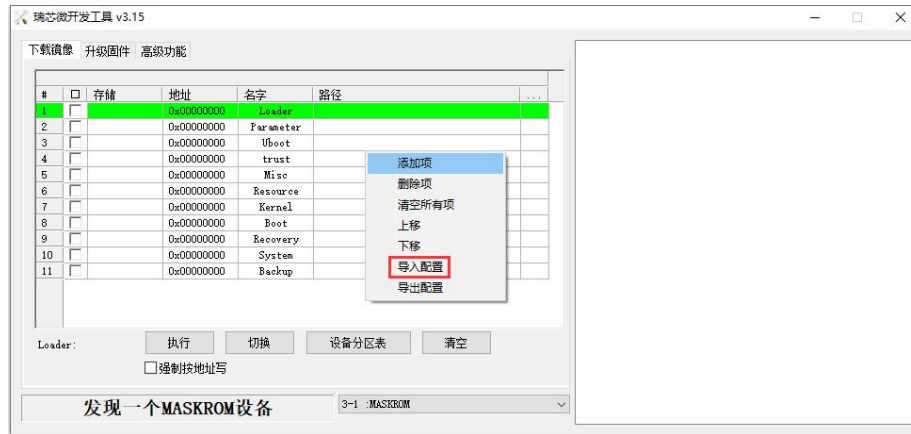 瑞芯微开发工具 v3.15
下载镜像 升级固件 高级功能
# 存储 地址 名字 路径 ...
1 0x00000000 Loader
2 0x00000000 Parameter
3 0x00000000 Uboot
4 0x00000000 trust
5 0x00000000 Misc
6 0x00000000 Resource
7 0x00000000 Kernel
8 0x00000000 Boot
9 0x00000000 Recovery
10 0x00000000 System
11 0x00000000 Backup
添加项
删除项
清空所有项
上移
下移
导入配置
导出配置
Loader: 执行 切换 设备分区表 清空
强制按地址写
发现一个MASKROM设备 3-1 :MASKROM